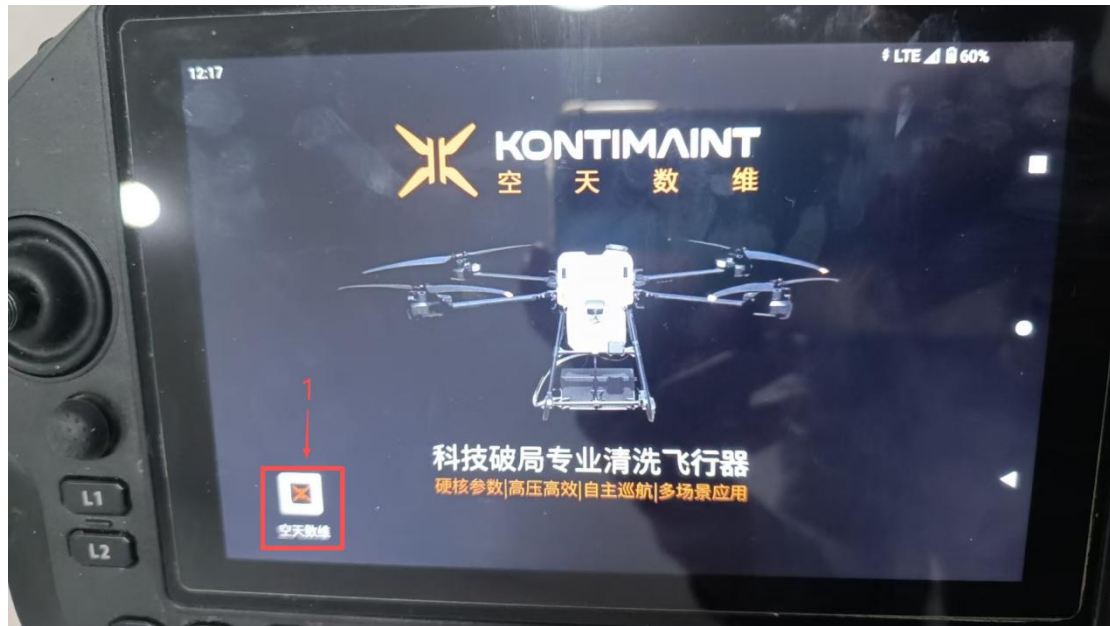 12:17
LTE 60%
KONTIMAINT
空天数维
1
科技破局专业清洗飞行器
硬核参数|高压高效|自主巡航|多场景应用
空天数维
L1
L2